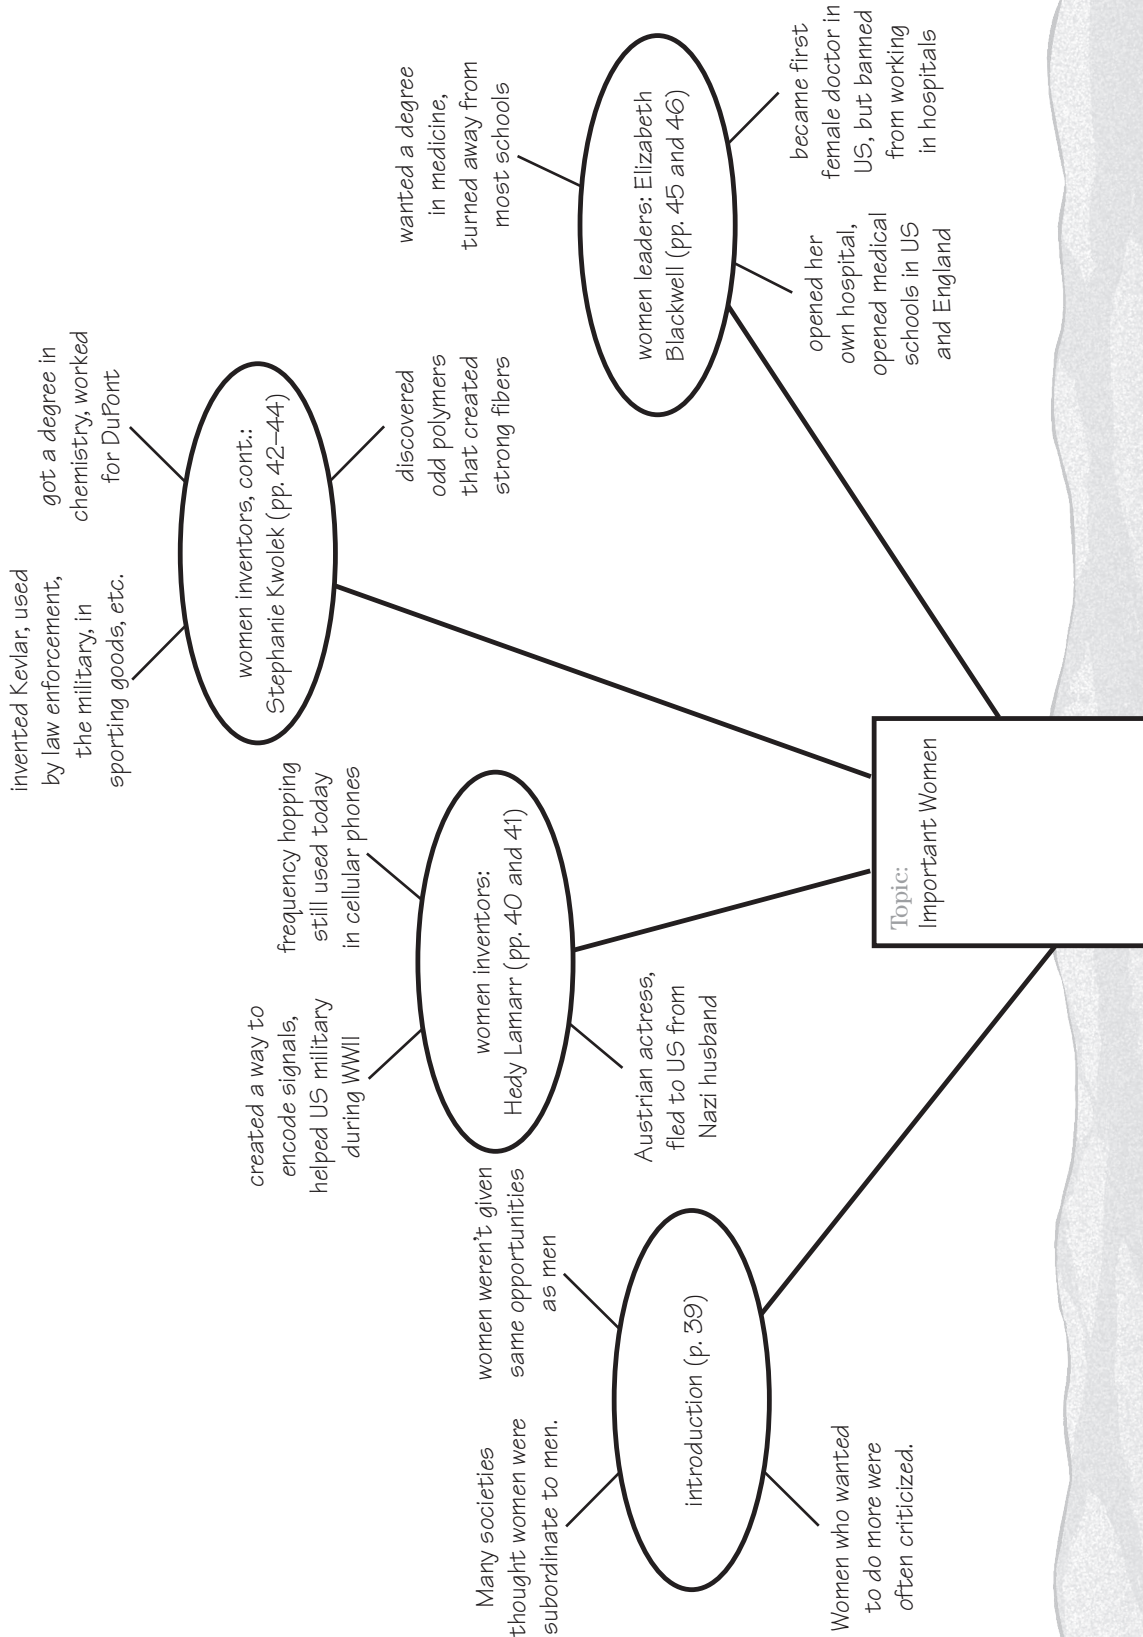 Many societies
thought women were
subordinate to men.
women weren't given
same opportunities
as men
introduction (p. 39)
Women who wanted
to do more were
often criticized.
created a way to
encode signals,
helped US military
during WWII
frequency hopping
still used today
in cellular phones
women inventors:
Hedy Lamarr (pp. 40 and 41)
Austrian actress,
fled to US from
Nazi husband
invented Kevlar, used
by law enforcement,
the military, in
sporting goods, etc.
got a degree in
chemistry, worked
for DuPont
women inventors, cont.:
Stephanie Kwolek (pp. 42–44)
discovered
odd polymers
that created
strong fibers
wanted a degree
in medicine,
turned away from
most schools
women leaders: Elizabeth
Blackwell (pp. 45 and 46)
opened her
own hospital,
opened medical
schools in US
and England
became first
female doctor in
US, but banned
from working
in hospitals
Topic:
Important Women